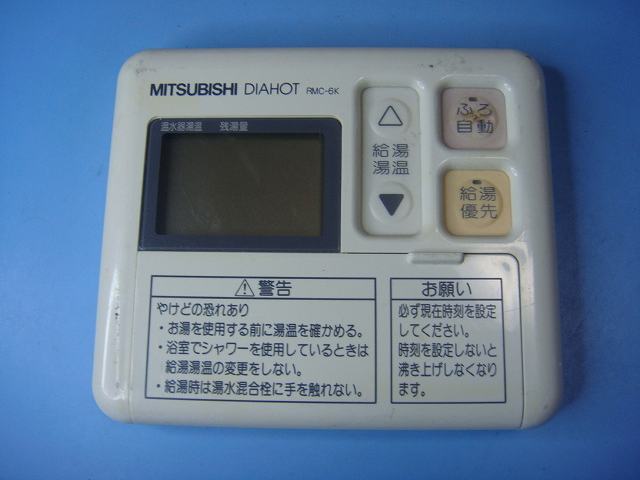 MITSUBISHI DIAHOT RMC-6K
温水器湯温 残湯量
給湯
湯温
ふろ
自動
給湯
優先
警告
やけどの恐れあり
・お湯を使用する前に湯温を確かめる。
・浴室でシャワーを使用しているときは
給湯湯温の変更をしない。
・給湯時は湯水混合栓に手を触れない。
お願い
必ず現在時刻を設定
してください。
時刻を設定しないと
沸き上げしなくなり
ます。